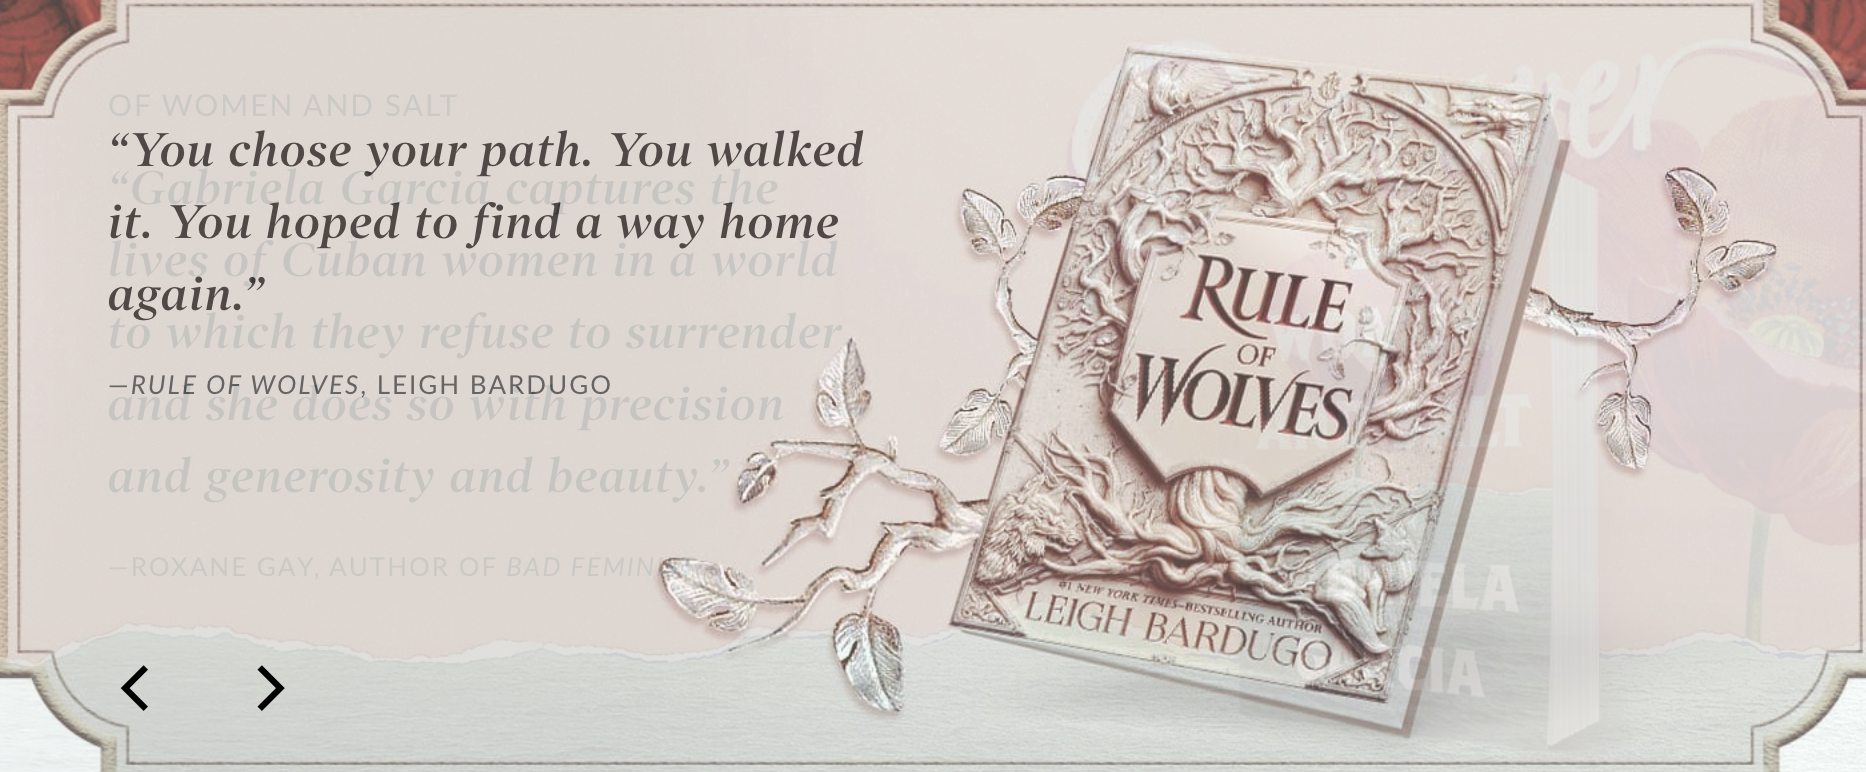 OF WOMEN AND SALT
“You chose your path. You walked
it. You hoped to find a way home
again.”
—RULE OF WOLVES, LEIGH BARDUGO
“Gabriela Garcia captures the
lives of Cuban women in a world
to which they refuse to surrender
and she does so with precision
and generosity and beauty.”
—ROXANE GAY, AUTHOR OF BAD FEMIN
RULE
OF
WOLVES
#1 NEW YORK TIMES–BESTSELLING AUTHOR
LEIGH BARDUGO